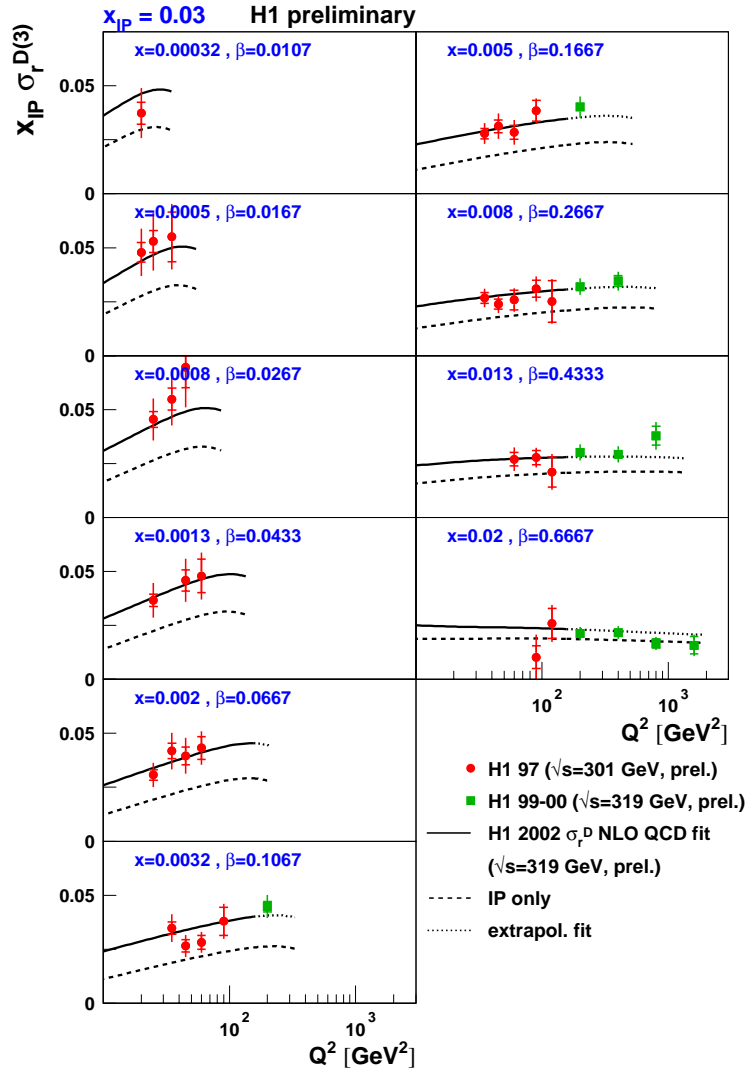 x_IP = 0.03 H1 preliminary
x_IP σ_r^D(3)
x=0.00032 , β=0.0107
0.05
0
x=0.0005 , β=0.0167
0.05
0
x=0.0008 , β=0.0267
0.05
0
x=0.0013 , β=0.0433
0.05
0
x=0.002 , β=0.0667
0.05
0
x=0.0032 , β=0.1067
0.05
0
10^2 10^3
Q^2 [GeV^2]
x=0.005 , β=0.1667
x=0.008 , β=0.2667
x=0.013 , β=0.4333
x=0.02 , β=0.6667
10^2 10^3
Q^2 [GeV^2]
H1 97 (√s=301 GeV, prel.)
H1 99-00 (√s=319 GeV, prel.)
H1 2002 σ_r^D NLO QCD fit
(√s=319 GeV, prel.)
IP only
extrapol. fit